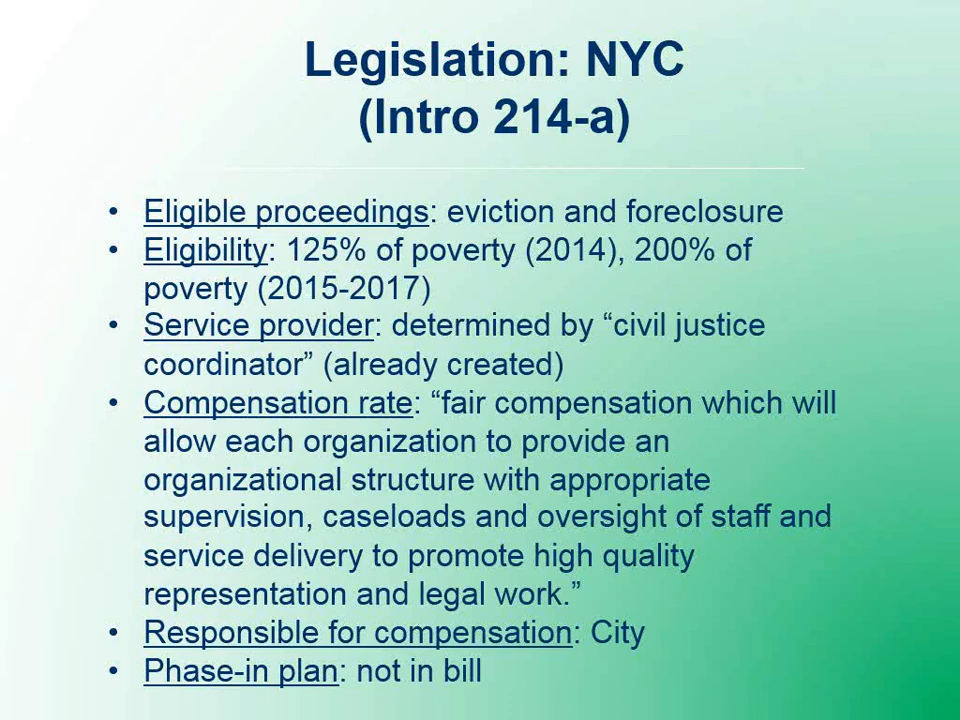 Legislation: NYC
(Intro 214-a)
• Eligible proceedings: eviction and foreclosure
• Eligibility: 125% of poverty (2014), 200% of
poverty (2015-2017)
• Service provider: determined by “civil justice
coordinator” (already created)
• Compensation rate: “fair compensation which will
allow each organization to provide an
organizational structure with appropriate
supervision, caseloads and oversight of staff and
service delivery to promote high quality
representation and legal work.”
• Responsible for compensation: City
• Phase-in plan: not in bill